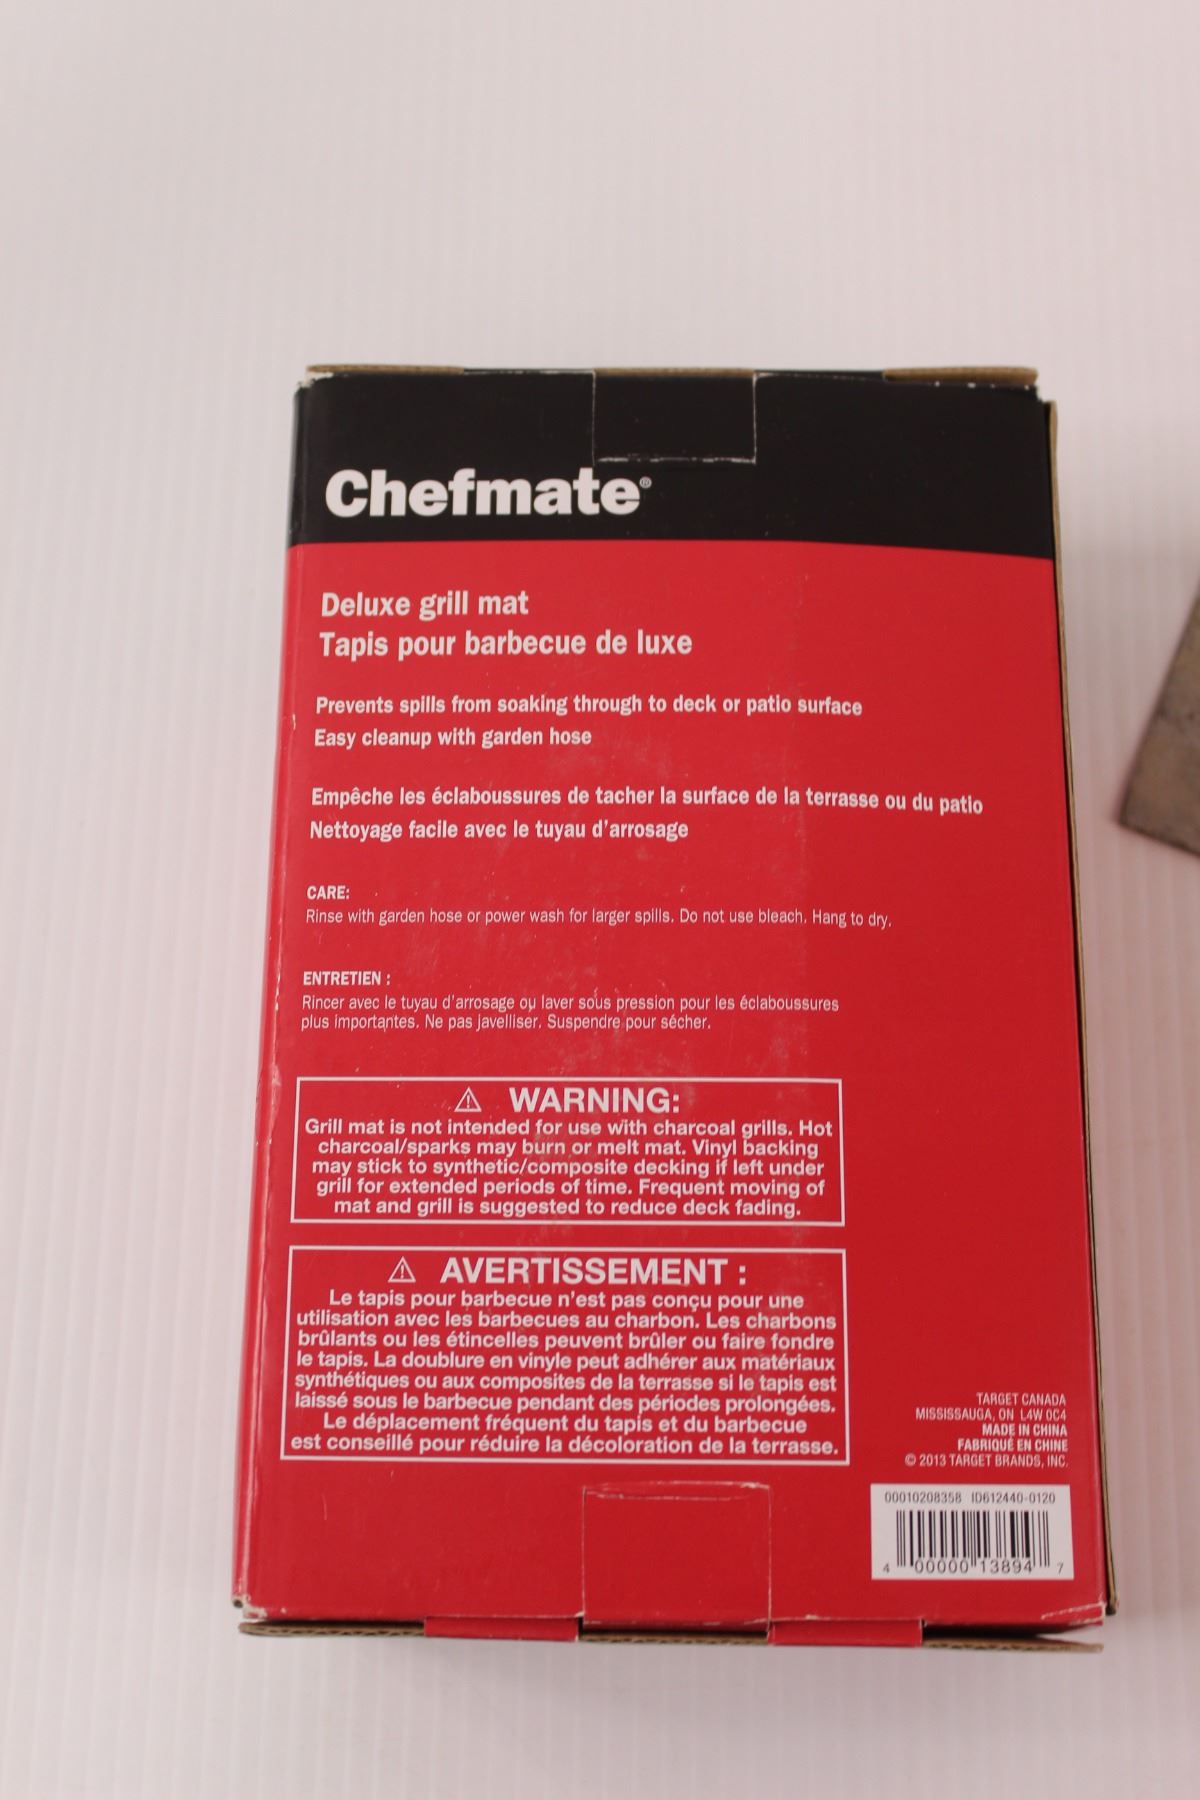 Chefmate®
Deluxe grill mat
Tapis pour barbecue de luxe
Prevents spills from soaking through to deck or patio surface
Easy cleanup with garden hose
Empêche les éclaboussures de tacher la surface de la terrasse ou du patio
Nettoyage facile avec le tuyau d'arrosage
CARE:
Rinse with garden hose or power wash for larger spills. Do not use bleach. Hang to dry.
ENTRETIEN :
Rincer avec le tuyau d'arrosage ou laver sous pression pour les éclaboussures
plus importantes. Ne pas javelliser. Suspendre pour sécher.
⚠ WARNING:
Grill mat is not intended for use with charcoal grills. Hot
charcoal/sparks may burn or melt mat. Vinyl backing
may stick to synthetic/composite decking if left under
grill for extended periods of time. Frequent moving of
mat and grill is suggested to reduce deck fading.
⚠ AVERTISSEMENT :
Le tapis pour barbecue n'est pas conçu pour une
utilisation avec les barbecues au charbon. Les charbons
brûlants ou les étincelles peuvent brûler ou faire fondre
le tapis. La doublure en vinyle peut adhérer aux matériaux
synthétiques ou aux composites de la terrasse si le tapis est
laissé sous le barbecue pendant des périodes prolongées.
Le déplacement fréquent du tapis et du barbecue
est conseillé pour réduire la décoloration de la terrasse.
TARGET CANADA
MISSISSAUGA, ON L4W 0C4
MADE IN CHINA
FABRIQUÉ EN CHINE
© 2013 TARGET BRANDS, INC.
00010208358 ID612440-0120
4 00000 13894 7